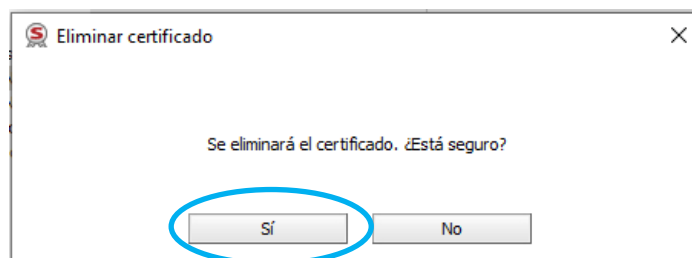 Eliminar certificado
Se eliminará el certificado. ¿Está seguro?
Sí
No